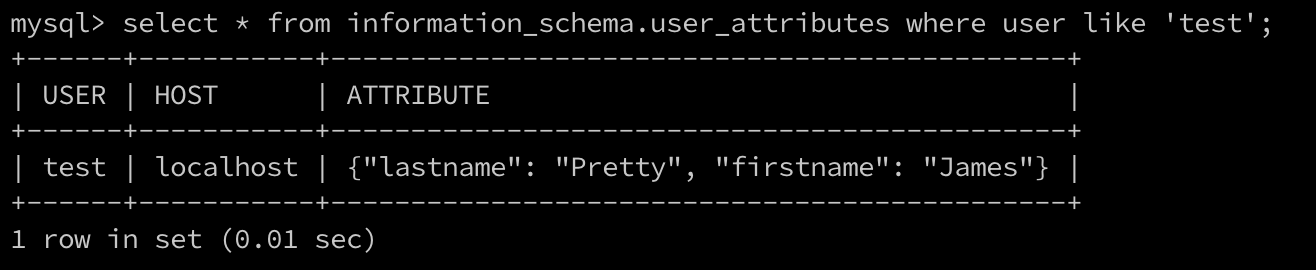 mysql> select * from information_schema.user_attributes where user like 'test';
+------+-----------+----------------------------------------------+
| USER | HOST      | ATTRIBUTE                                    |
+------+-----------+----------------------------------------------+
| test | localhost | {"lastname": "Pretty", "firstname": "James"} |
+------+-----------+----------------------------------------------+
1 row in set (0.01 sec)